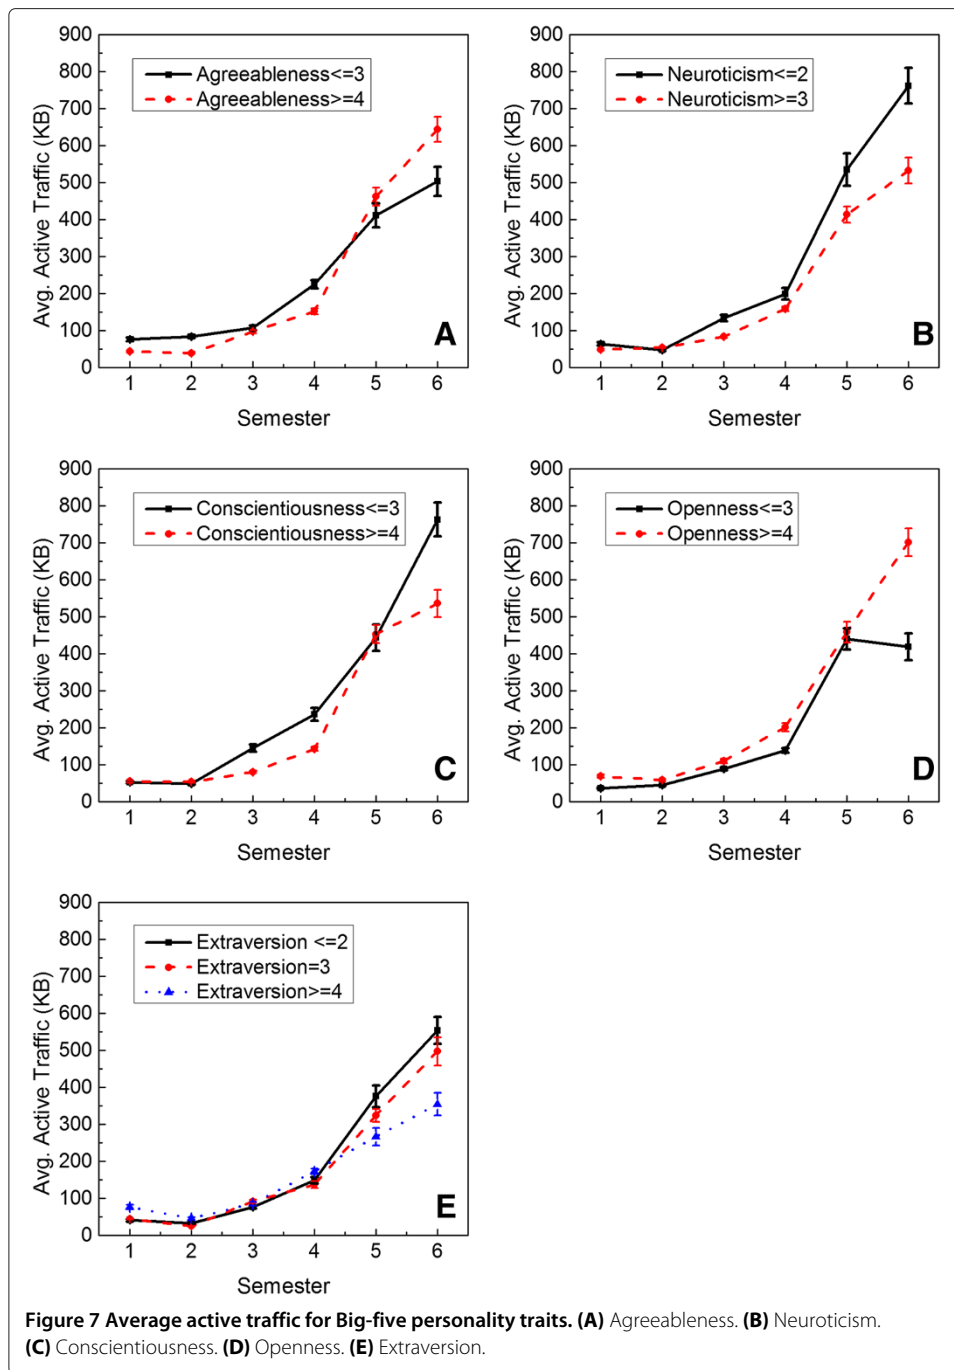 900
800
700
600
500
400
300
200
100
0
Avg. Active Traffic (KB)
Agreeableness<=3
Agreeableness>=4
A
1 2 3 4 5 6
Semester
900
800
700
600
500
400
300
200
100
0
Avg. Active Traffic (KB)
Neuroticism<=2
Neuroticism>=3
B
1 2 3 4 5 6
Semester
900
800
700
600
500
400
300
200
100
0
Avg. Active Traffic (KB)
Conscientiousness<=3
Conscientiousness>=4
C
1 2 3 4 5 6
Semester
900
800
700
600
500
400
300
200
100
0
Avg. Active Traffic (KB)
Openness<=3
Openness>=4
D
1 2 3 4 5 6
Semester
900
800
700
600
500
400
300
200
100
0
Avg. Active Traffic (KB)
Extraversion <=2
Extraversion=3
Extraversion>=4
E
1 2 3 4 5 6
Semester
Figure 7 Average active traffic for Big-five personality traits. (A) Agreeableness. (B) Neuroticism.
(C) Conscientiousness. (D) Openness. (E) Extraversion.